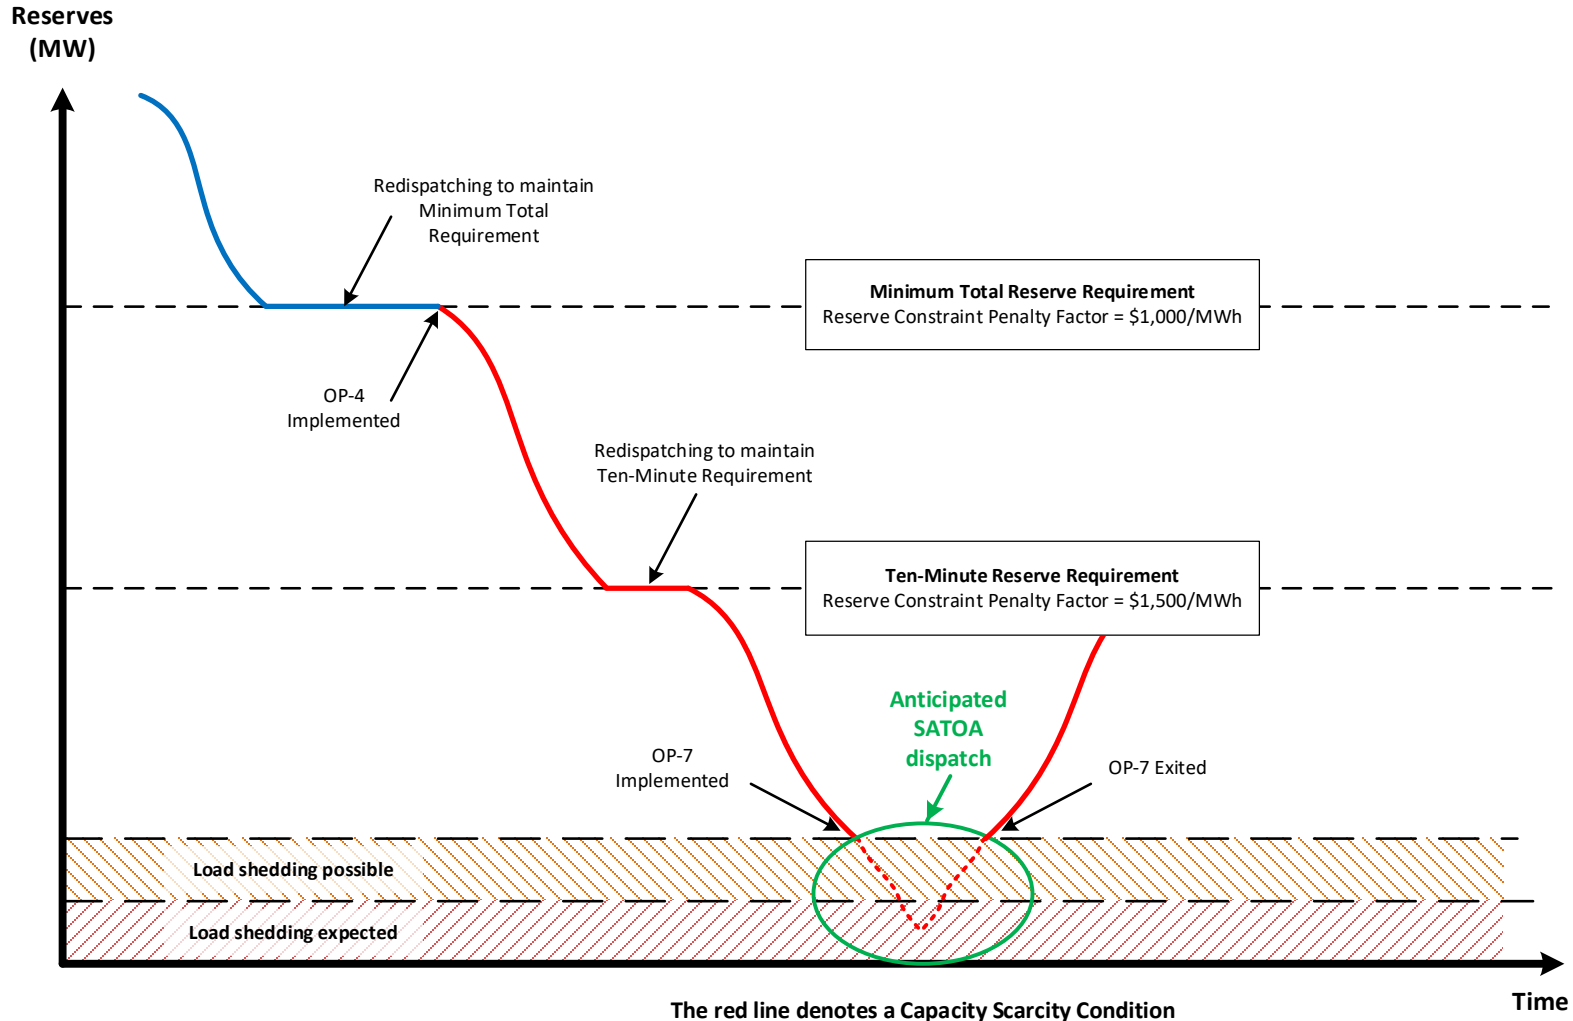 Reserves
(MW)
Redispatching to maintain
Minimum Total
Requirement
Minimum Total Reserve Requirement
Reserve Constraint Penalty Factor = $1,000/MWh
OP-4
Implemented
Redispatching to maintain
Ten-Minute Requirement
Ten-Minute Reserve Requirement
Reserve Constraint Penalty Factor = $1,500/MWh
Anticipated
SATOA
dispatch
OP-7
Implemented
OP-7 Exited
Load shedding possible
Load shedding expected
Time
The red line denotes a Capacity Scarcity Condition